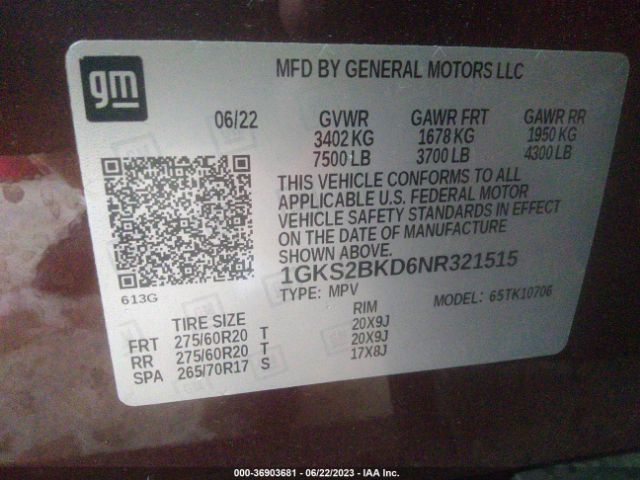 gm
MFD BY GENERAL MOTORS LLC
06/22 GVWR GAWR FRT GAWR RR
3402 KG 1678 KG 1950 KG
7500 LB 3700 LB 4300 LB
THIS VEHICLE CONFORMS TO ALL
APPLICABLE U.S. FEDERAL MOTOR
VEHICLE SAFETY STANDARDS IN EFFECT
ON THE DATE OF MANUFACTURE
SHOWN ABOVE.
1GKS2BKD6NR321515
613G
TYPE: MPV MODEL: 65TK10706
TIRE SIZE RIM
FRT 275/60R20 T 20X9J
RR 275/60R20 T 20X9J
SPA 265/70R17 S 17X8J
000-36903681 - 06/22/2023 - IAA Inc.